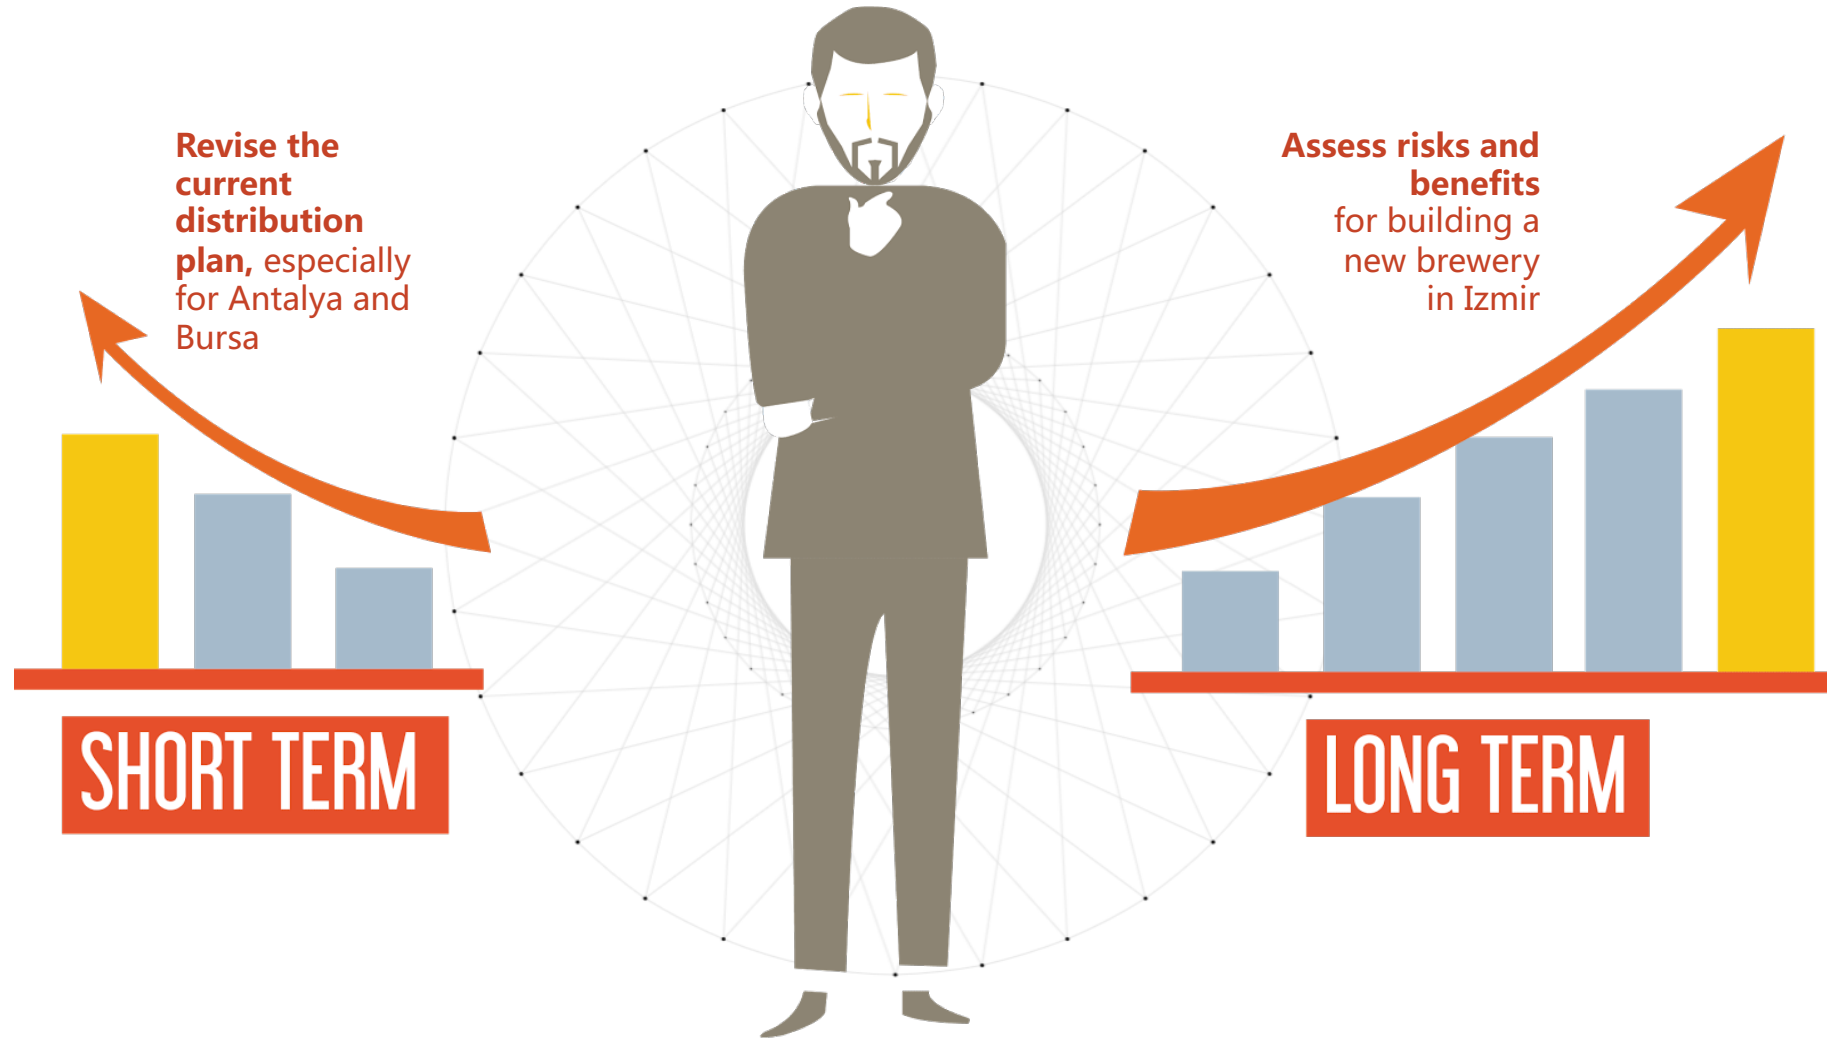 Revise the
current
distribution
plan, especially
for Antalya and
Bursa
SHORT TERM
Assess risks and
benefits
for building a
new brewery
in Izmir
LONG TERM